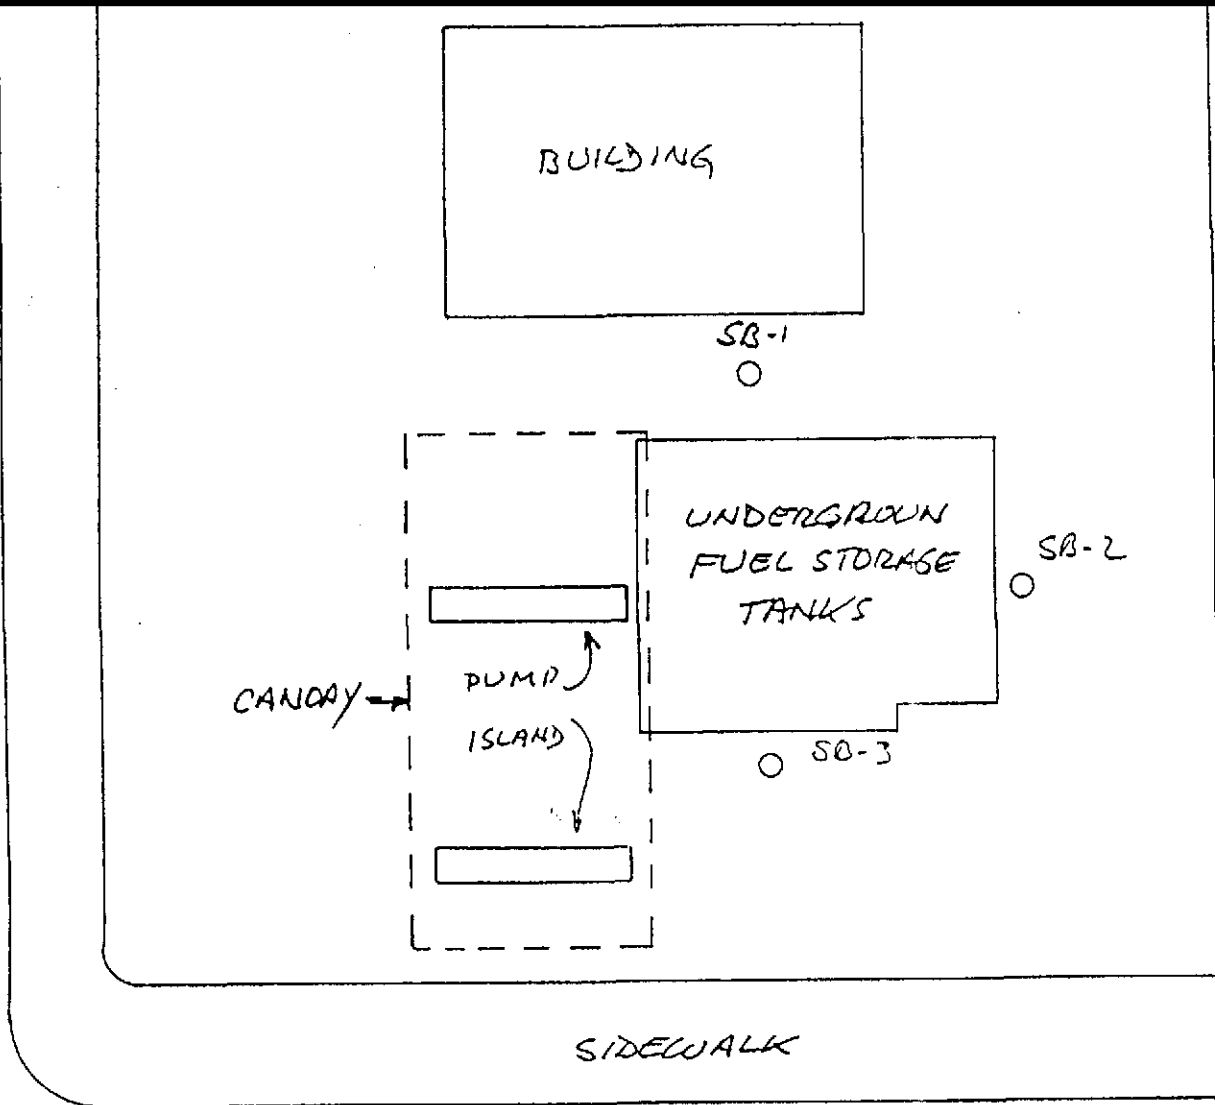 BUILDING
SB-1
UNDERGROUN
FUEL STORAGE
TANKS
SB-2
PUMP
CANOPY
ISLAND
SB-3
SIDEWALK